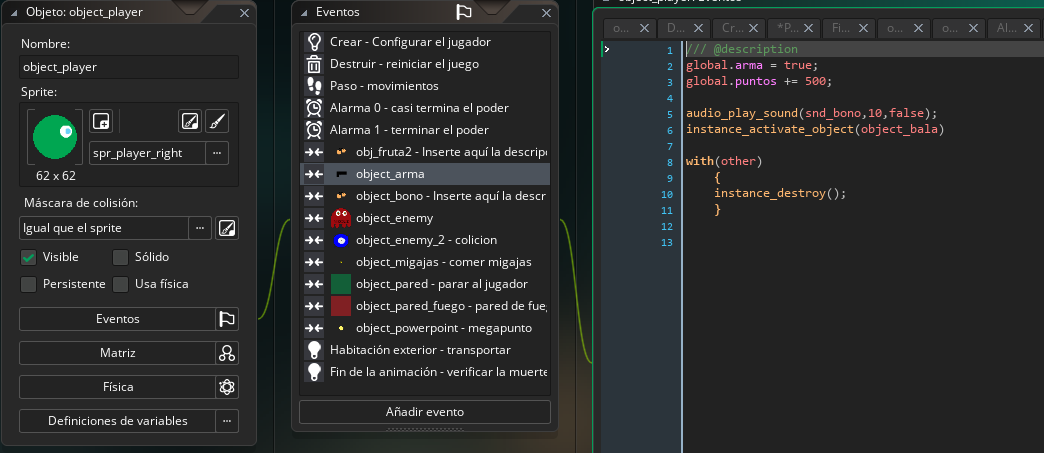 Objeto: object_player
Nombre:
object_player
Sprite:
spr_player_right
62 x 62
Máscara de colisión:
Igual que el sprite
Visible
Sólido
Persistente
Usa física
Eventos
Matriz
Física
Definiciones de variables
Eventos
Crear - Configurar el jugador
Destruir - reiniciar el juego
Paso - movimientos
Alarma 0 - casi termina el poder
Alarma 1 - terminar el poder
obj_fruta2 - Inserte aquí la descrip
object_arma
object_bono - Inserte aquí la descr
object_enemy
object_enemy_2 - colicion
object_migajas - comer migajas
object_pared - parar al jugador
object_pared_fuego - pared de fue
object_powerpoint - megapunto
Habitación exterior - transportar
Fin de la animación - verificar la muerte
Añadir evento
o... D... Cr... *P... Fi... o... o... Al...
1 /// @description
2 global.arma = true;
3 global.puntos += 500;
4
5 audio_play_sound(snd_bono,10,false);
6 instance_activate_object(object_bala)
7
8 with(other)
9 {
10 instance_destroy();
11 }
12
13